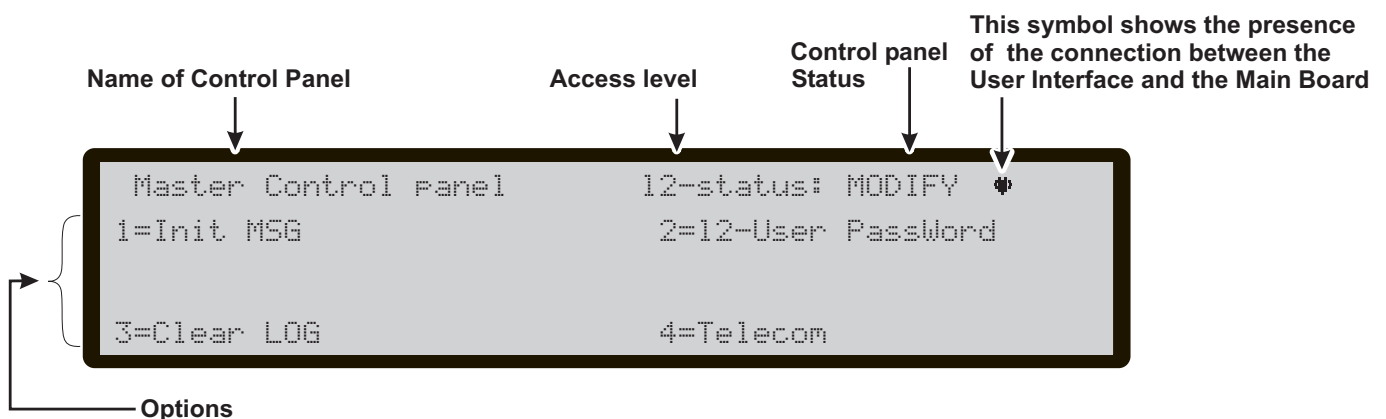 This symbol shows the presence
of the connection between the
User Interface and the Main Board
Control panel
Status
Name of Control Panel
Access level
Master Control panel 12-status: MODIFY
1=Init MSG 2=12-User PassWord
3=Clear LOG 4=Telecom
Options